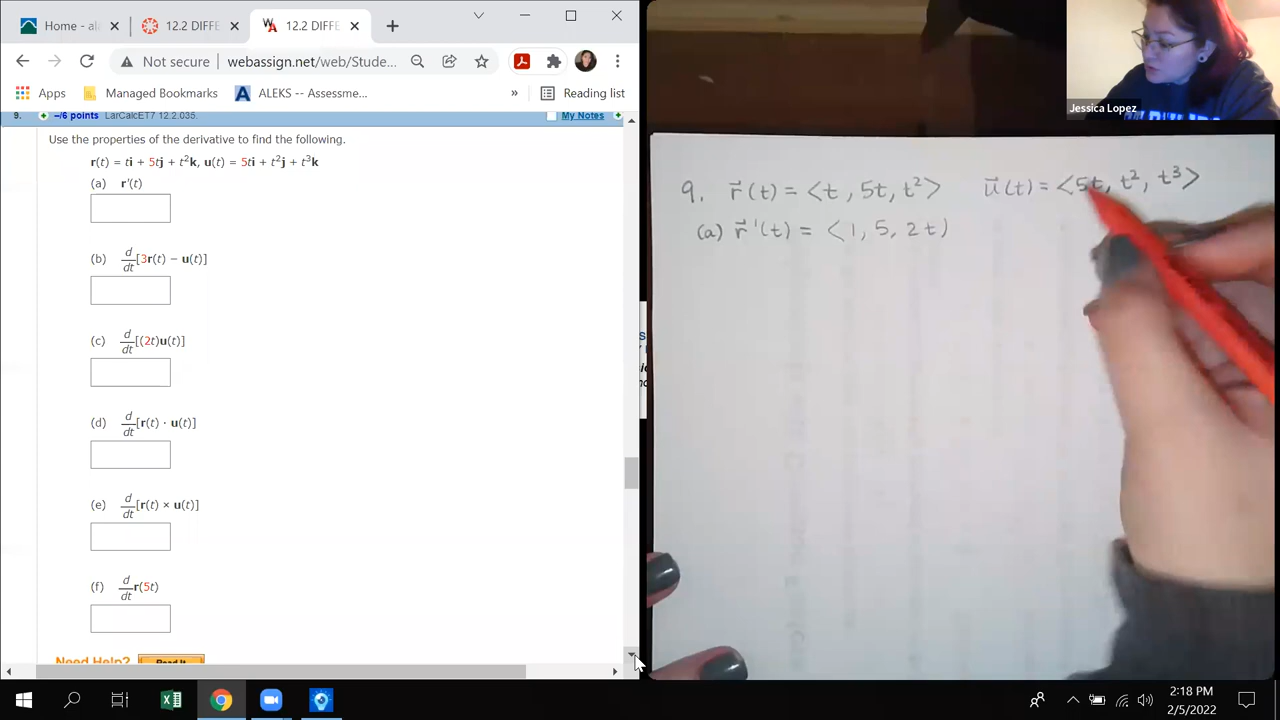 Home - ala
12.2 DIFFE
12.2 DIFFE
Not secure
webassign.net/web/Stude...
Apps
Managed Bookmarks
ALEKS -- Assessme...
»
Reading list
9.
–/6 points
LarCalcET7 12.2.035.
My Notes
Use the properties of the derivative to find the following.
r(t) = ti + 5tj + t²k, u(t) = 5ti + t²j + t³k
(a) r'(t)
(b) d/dt[3r(t) − u(t)]
(c) d/dt[(2t)u(t)]
(d) d/dt[r(t) · u(t)]
(e) d/dt[r(t) × u(t)]
(f) d/dt r(5t)
Need Help?
Read It
Jessica Lopez
9. r⃗(t) = <t, 5t, t²> u⃗(t) = <5t, t², t³>
(a) r⃗'(t) = <1, 5, 2t)
2:18 PM
2/5/2022